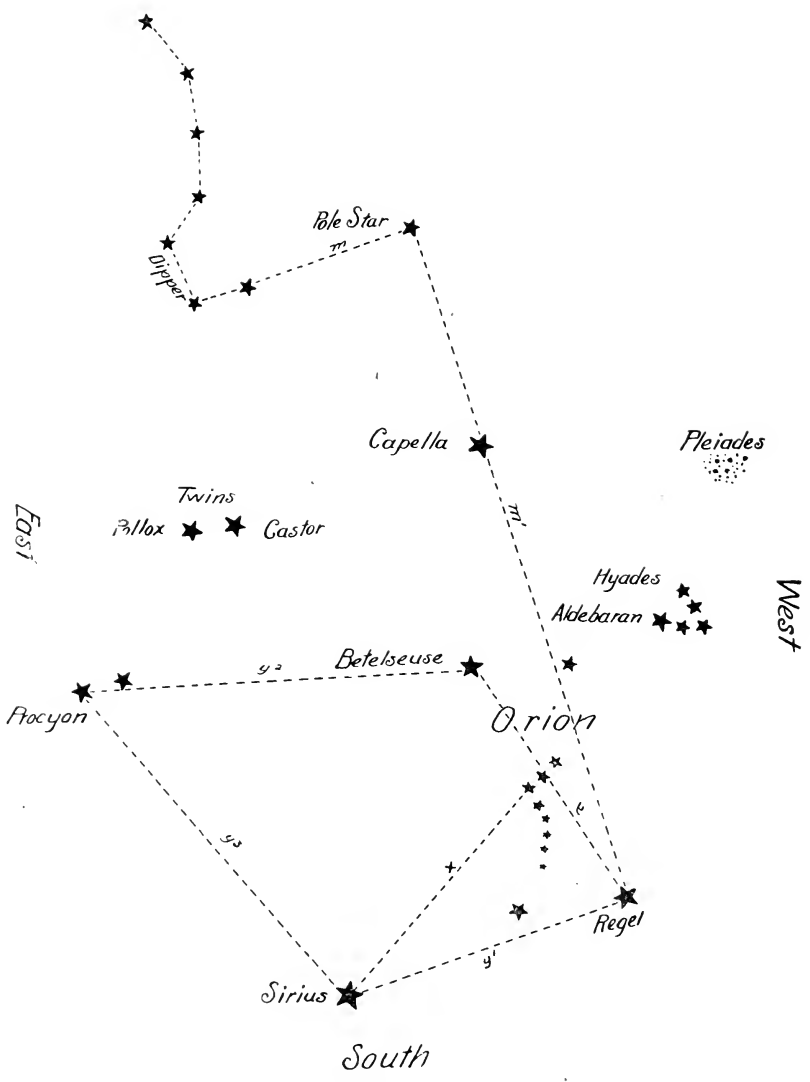 Pole Star
m
Dipper
Capella
Pleiades
m'
Twins
Pollox
Castor
East
Hyades
Aldebaran
West
Betelseuse
y²
Procyon
Orion
y³
x
Regel
y'
Sirius
South